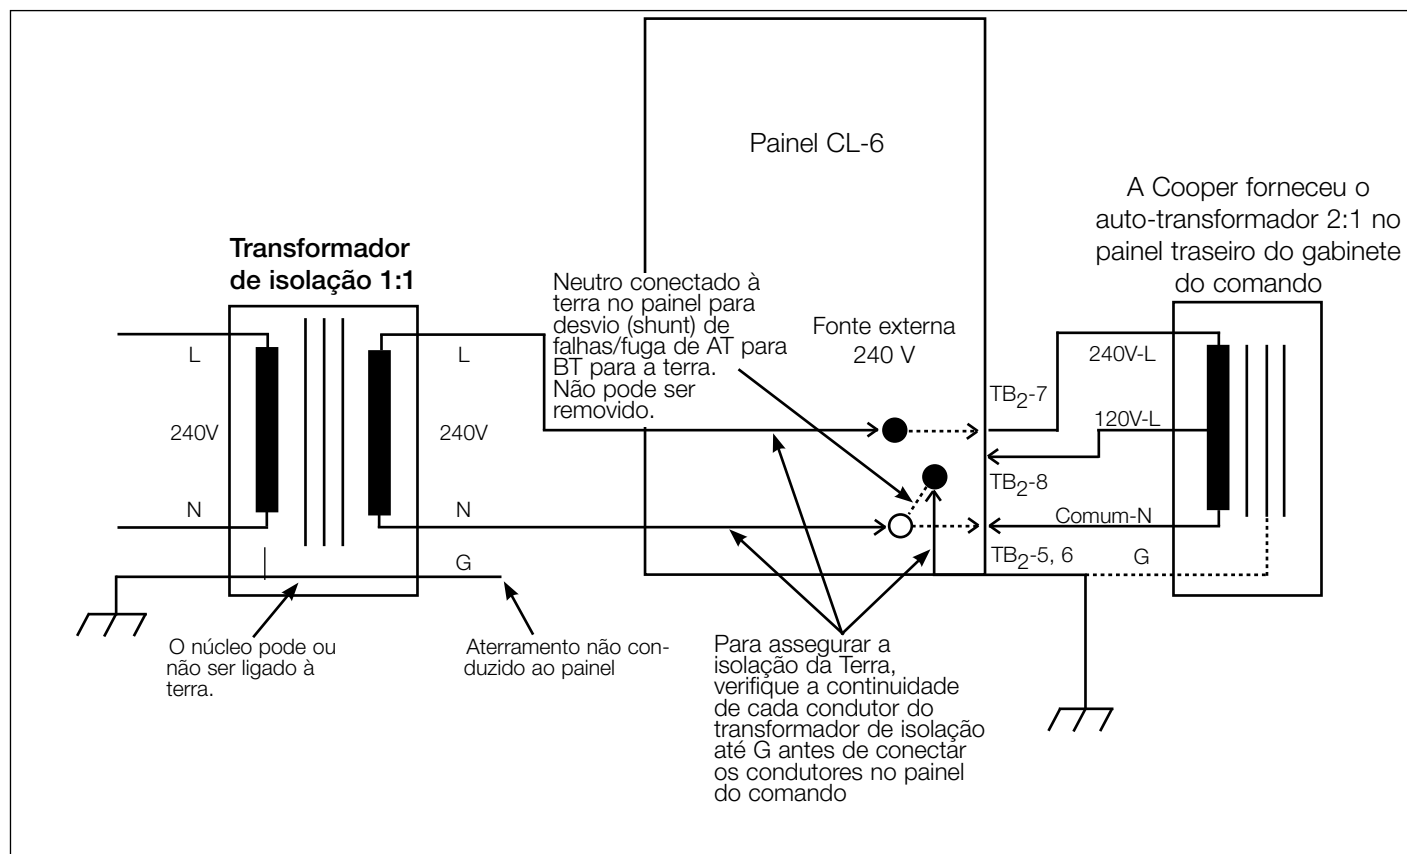 Painel CL-6
A Cooper forneceu o
auto-transformador 2:1 no
painel traseiro do gabinete
do comando
Transformador
de isolação 1:1
Neutro conectado à
terra no painel para
desvio (shunt) de
falhas/fuga de AT para
BT para a terra.
Não pode ser
removido.
Fonte externa
240 V
L
L
240V-L
TB2-7
120V-L
240V
240V
TB2-8
N
N
Comum-N
G
TB2-5, 6
G
O núcleo pode ou
não ser ligado à
terra.
Aterramento não con-
duzido ao painel
Para assegurar a
isolação da Terra,
verifique a continuidade
de cada condutor do
transformador de isolação
até G antes de conectar
os condutores no painel
do comando